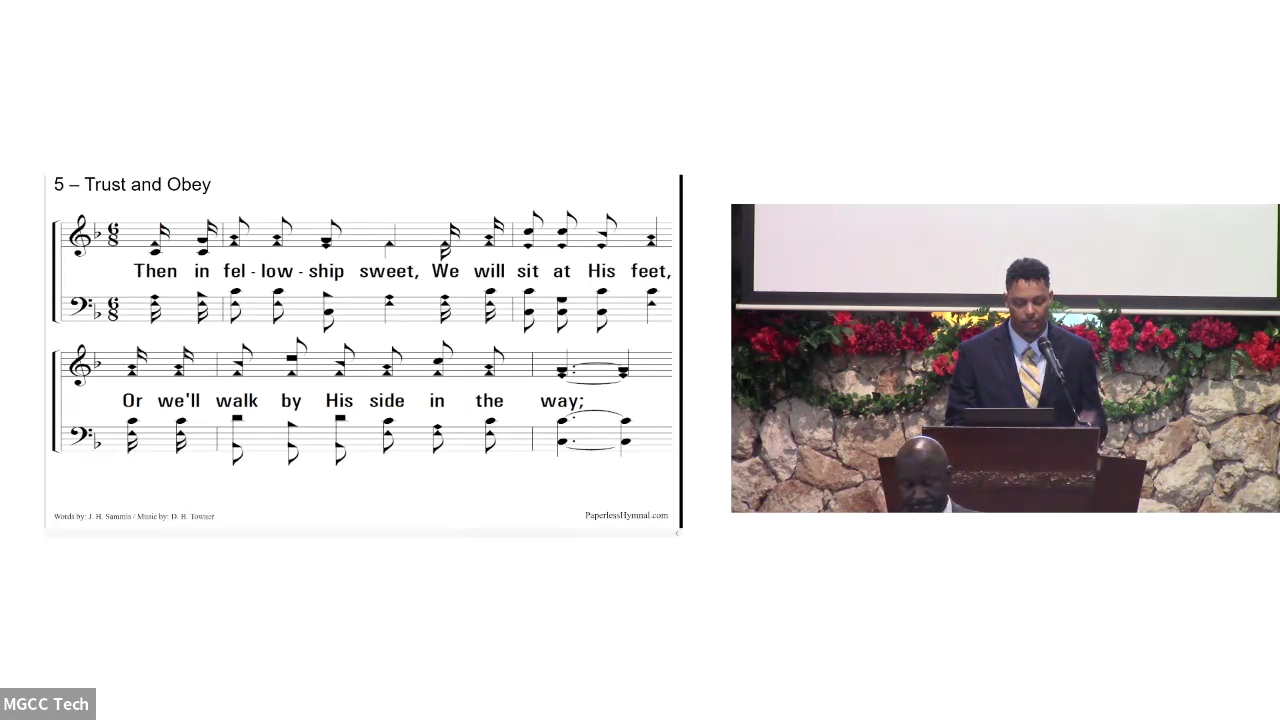 5 – Trust and Obey
Then in fel - low - ship sweet, We will sit at His feet,
Or we'll walk by His side in the way;
Words by: J. H. Sammis / Music by: D. B. Towner
PaperlessHymnal.com
MGCC Tech